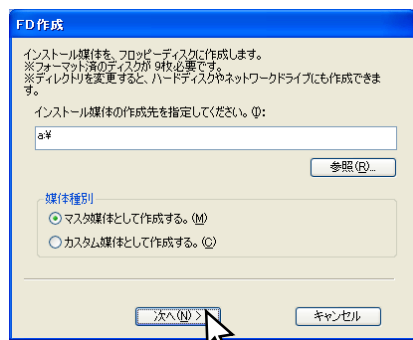 FD作成
インストール媒体を、フロッピーディスクに作成します。
※フォーマット済のディスクが 9枚必要です。
※ディレクトリを変更すると、ハードディスクやネットワークドライブにも作成できま
す。
インストール媒体の作成先を指定してください。(I):
a:¥
参照(R)...
媒体種別
マスタ媒体として作成する。(M)
カスタム媒体として作成する。(C)
次へ(N) >
キャンセル